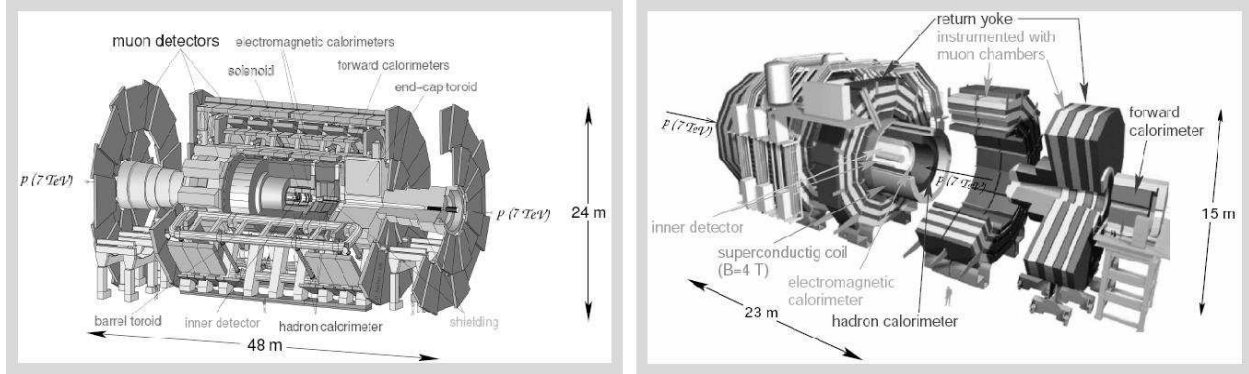 muon detectors
electromagnetic calorimeters
solenoid
forward calorimeters
end-cap toroid
p (7 TeV)
p (7 TeV)
24 m
barrel toroid
inner detector
hadron calorimeter
shielding
48 m
return yoke
instrumented with
muon chambers
forward
calorimeter
p (7 TeV)
p (7 TeV)
15 m
inner detector
superconductig coil
(B=4 T)
electromagnetic
calorimeter
hadron calorimeter
23 m